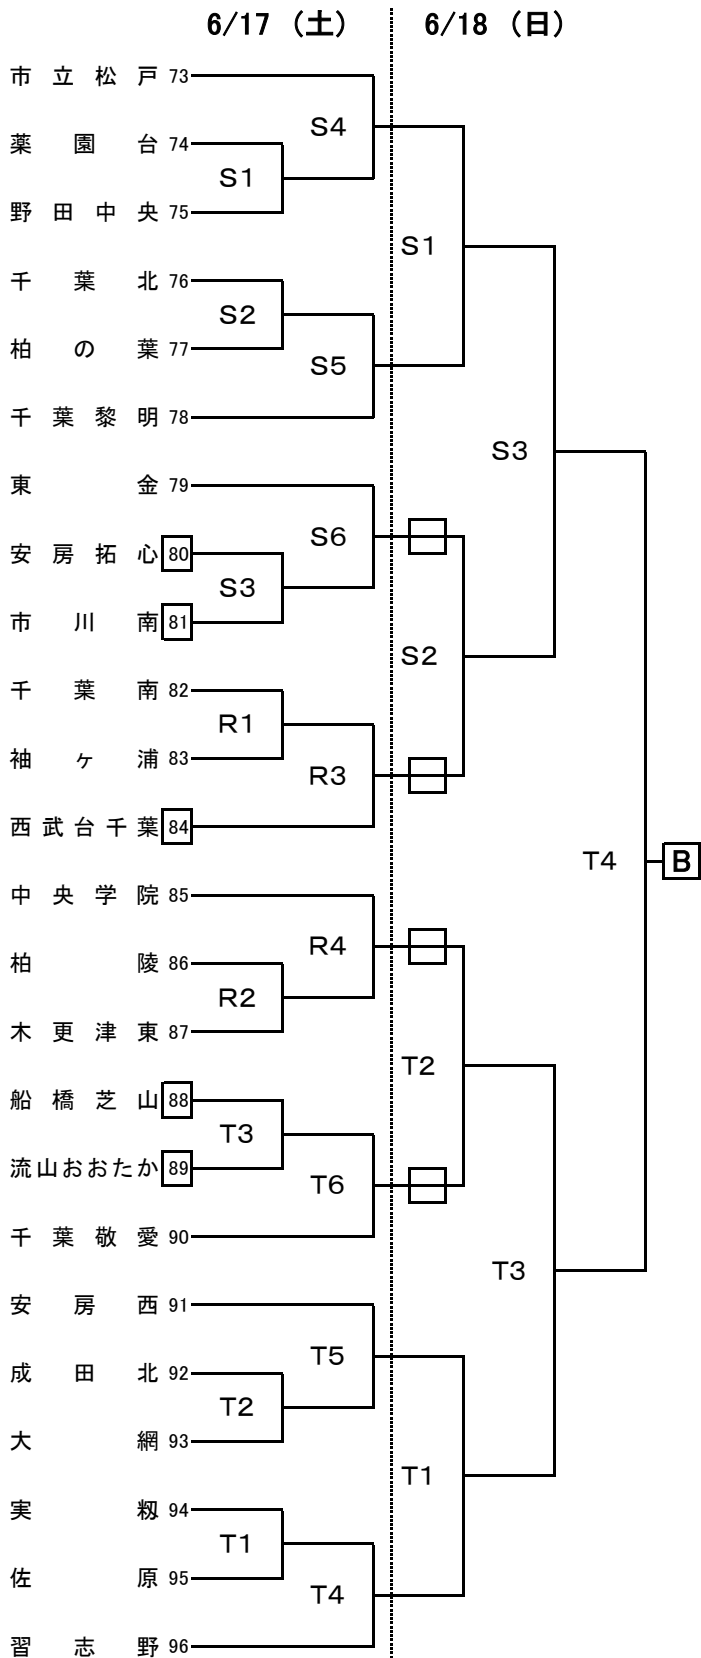 6/17 （土） 6/18 （日）
市立松戸 73
S4
薬園台 74
S1
野田中央 75
S1
千葉北 76
S2
柏の葉 77
S5
千葉黎明 78
S3
東金 79
S6
安房拓心 80
S3
市川南 81
S2
千葉南 82
R1
袖ヶ浦 83
R3
西武台千葉 84
T4 B
中央学院 85
R4
柏陵 86
R2
木更津東 87
T2
船橋芝山 88
T3
流山おおたか 89
T6
千葉敬愛 90
T3
安房西 91
T5
成田北 92
T2
大網 93
T1
実籾 94
T1
佐原 95
T4
習志野 96